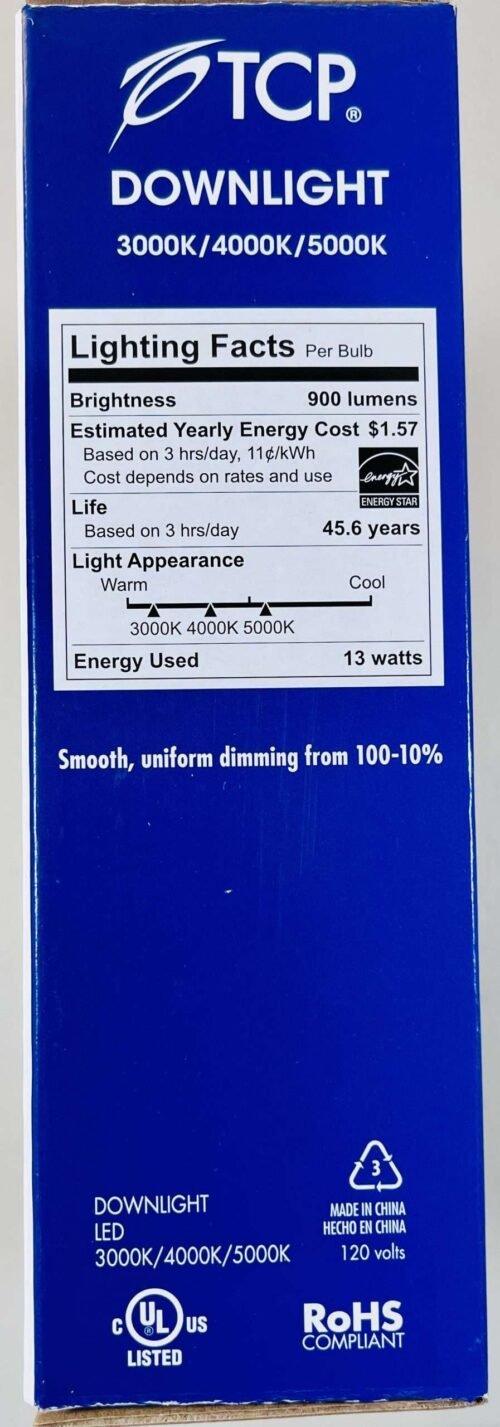 TCP®
DOWNLIGHT
3000K/4000K/5000K
Lighting Facts Per Bulb
Brightness 900 lumens
Estimated Yearly Energy Cost $1.57
Based on 3 hrs/day, 11¢/kWh
Cost depends on rates and use
energy
ENERGY STAR
Life
Based on 3 hrs/day 45.6 years
Light Appearance
Warm Cool
3000K 4000K 5000K
Energy Used 13 watts
Smooth, uniform dimming from 100-10%
3
DOWNLIGHT
LED
3000K/4000K/5000K
MADE IN CHINA
HECHO EN CHINA
120 volts
C UL® US
LISTED
RoHS
COMPLIANT